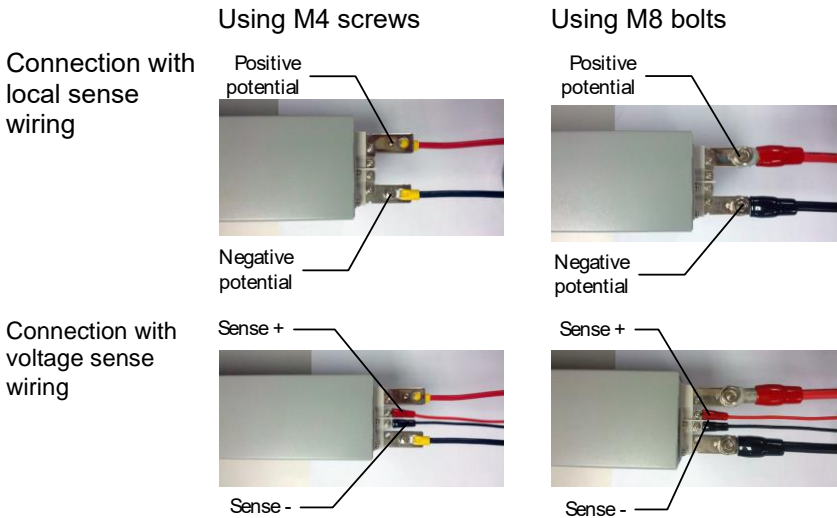 Using M4 screws
Using M8 bolts
Connection with
local sense
wiring
Positive
potential
Positive
potential
Negative
potential
Negative
potential
Connection with
voltage sense
wiring
Sense +
Sense +
Sense -
Sense -